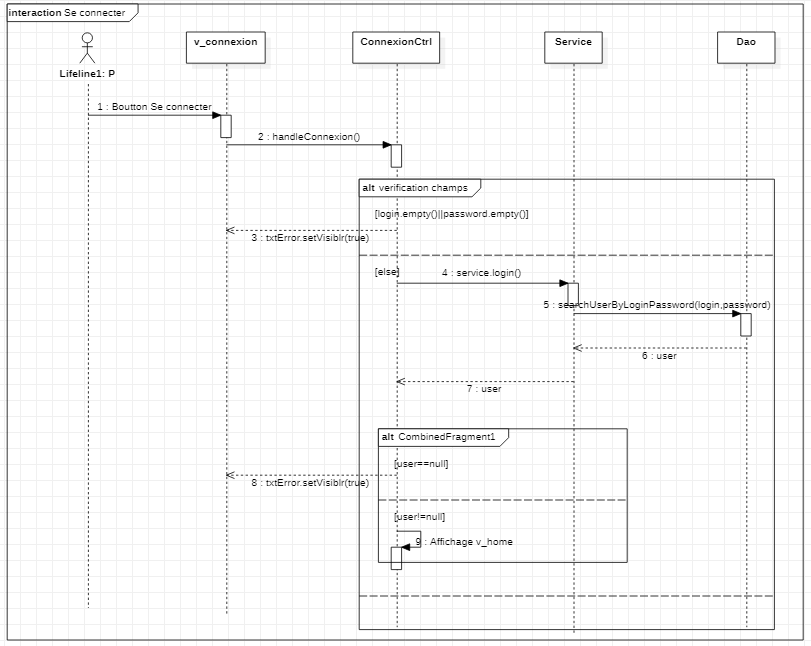 interaction Se connecter
v_connexion
ConnexionCtrl
Service
Dao
Lifeline1: P
1 : Boutton Se connecter
2 : handleConnexion()
alt verification champs
[login.empty()||password.empty()]
3 : txtError.setVisiblr(true)
[else]
4 : service.login()
5 : searchUserByLoginPassword(login,password)
6 : user
7 : user
alt CombinedFragment1
[user==null]
8 : txtError.setVisiblr(true)
[user!=null]
9 : Affichage v_home